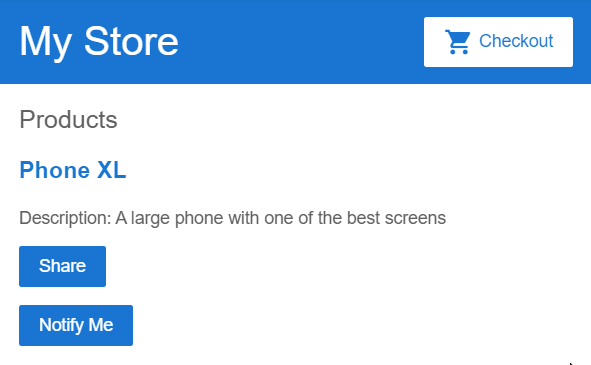 My Store
Checkout
Products
Phone XL
Description: A large phone with one of the best screens
Share
Notify Me